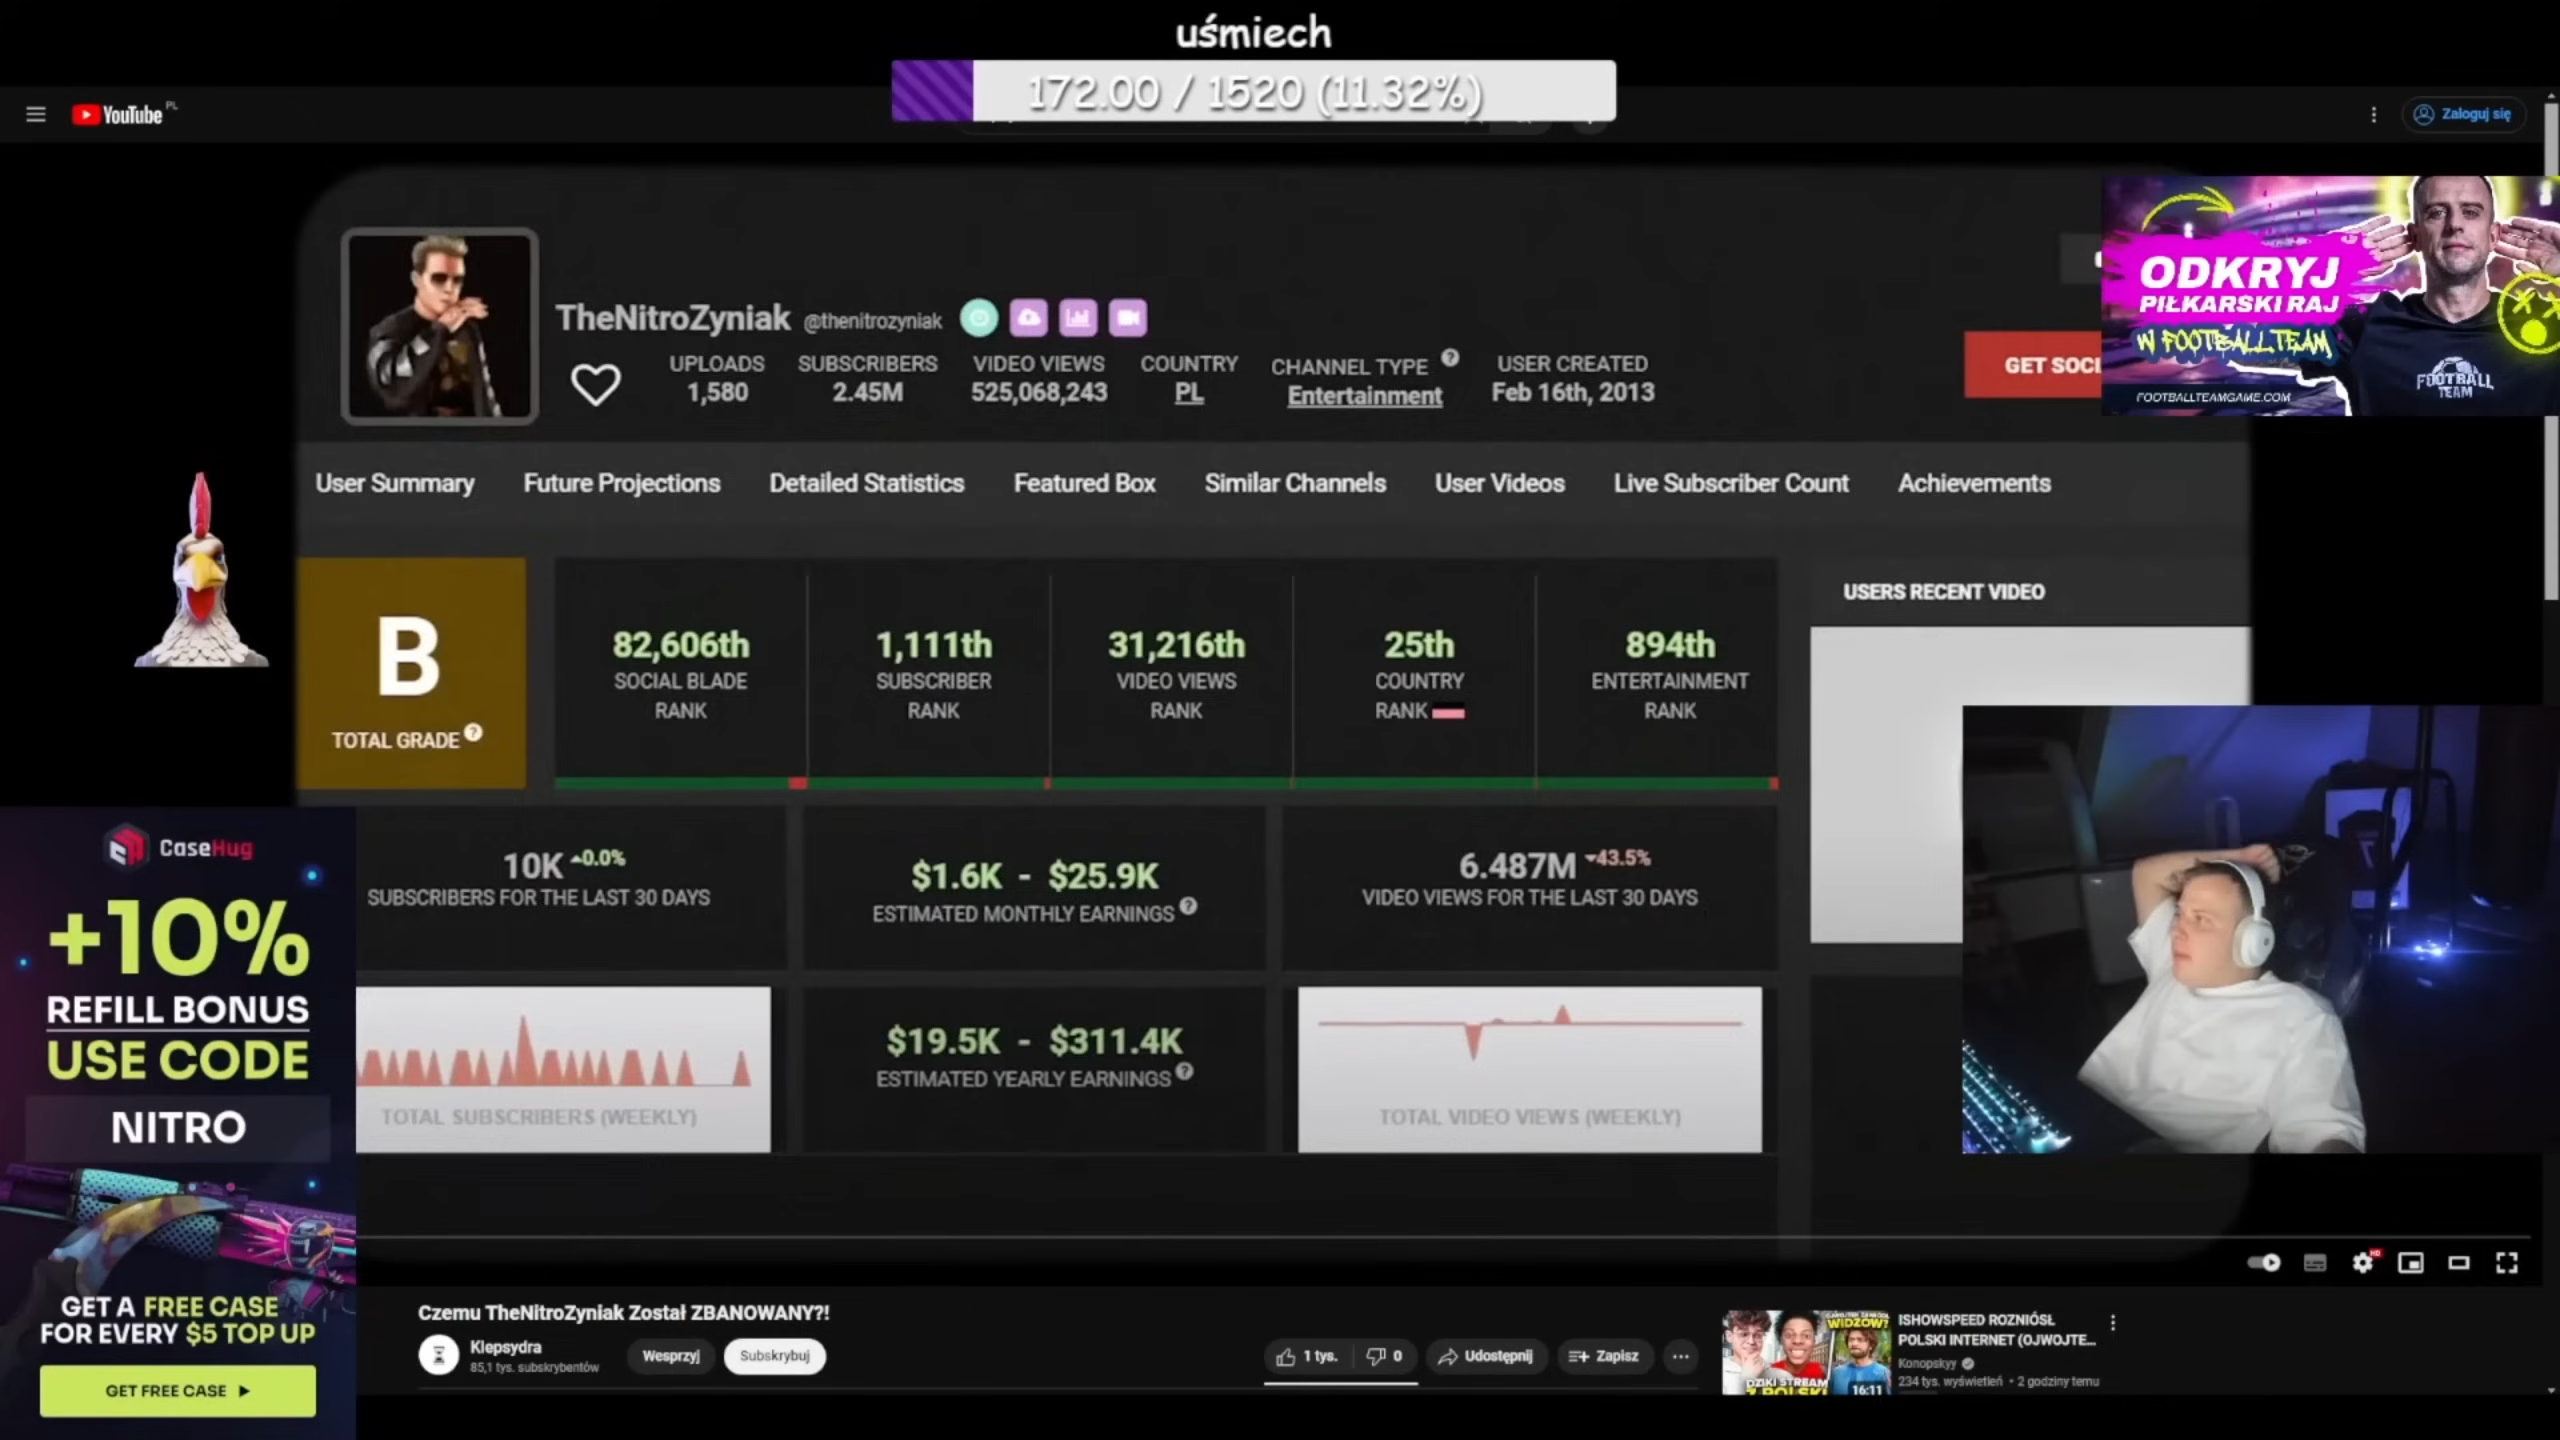 uśmiech
172.00 / 1520 (11.32%)
YouTube PL
Zaloguj się
TheNitroZyniak @thenitrozyniak
UPLOADS
1,580
SUBSCRIBERS
2.45M
VIDEO VIEWS
525,068,243
COUNTRY
PL
CHANNEL TYPE ?
Entertainment
USER CREATED
Feb 16th, 2013
GET SOCI
ODKRYJ
PIŁKARSKI RAJ
W FOOTBALL TEAM
FOOTBALLTEAMGAME.COM
FOOTBALL
TEAM
User Summary
Future Projections
Detailed Statistics
Featured Box
Similar Channels
User Videos
Live Subscriber Count
Achievements
B
TOTAL GRADE ?
82,606th
SOCIAL BLADE
RANK
1,111th
SUBSCRIBER
RANK
31,216th
VIDEO VIEWS
RANK
25th
COUNTRY
RANK
894th
ENTERTAINMENT
RANK
USERS RECENT VIDEO
10K 0.0%
SUBSCRIBERS FOR THE LAST 30 DAYS
$1.6K - $25.9K
ESTIMATED MONTHLY EARNINGS ?
6.487M 43.5%
VIDEO VIEWS FOR THE LAST 30 DAYS
TOTAL SUBSCRIBERS (WEEKLY)
$19.5K - $311.4K
ESTIMATED YEARLY EARNINGS ?
TOTAL VIDEO VIEWS (WEEKLY)
CaseHug
+10%
REFILL BONUS
USE CODE
NITRO
GET A FREE CASE
FOR EVERY $5 TOP UP
GET FREE CASE
HD
Czemu TheNitroZyniak Został ZBANOWANY?!
Klepsydra
85,1 tys. subskrybentów
Wesprzyj
Subskrybuj
1 tys.
0
Udostępnij
Zapisz
WIDZÓW?
DZIKI STREAM
Z POLSKI
16:11
ISHOWSPEED ROZNIÓSŁ
POLSKI INTERNET (OJWOJTE...
Konopskyy
234 tys. wyświetleń • 2 godziny temu